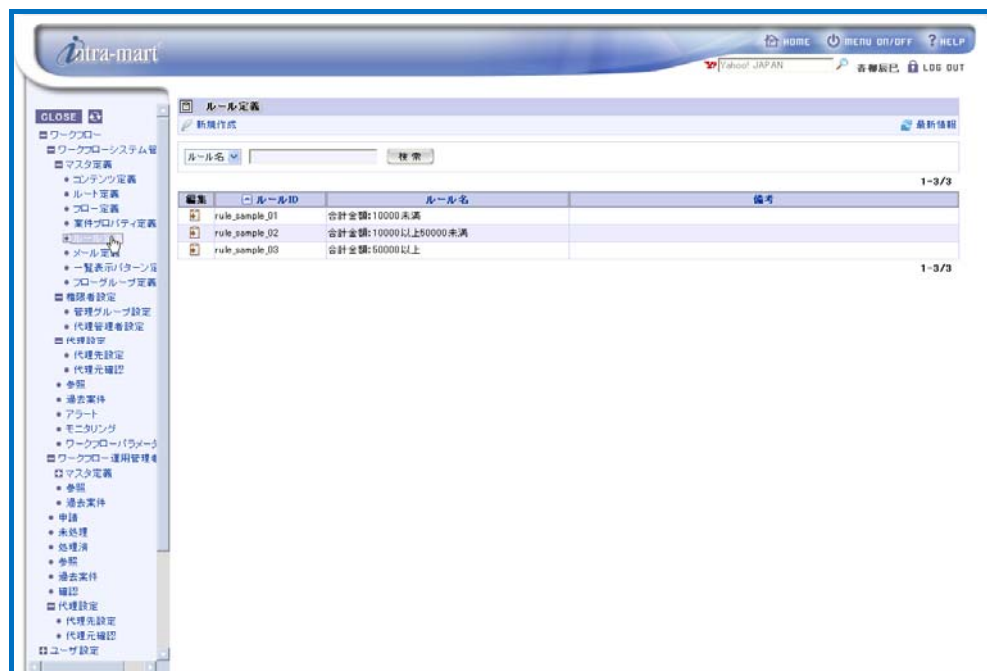 intra-mart
HOME MENU ON/OFF ? HELP
Yahoo! JAPAN 青柳辰巳 LOG OUT
CLOSE
ワークフロー
ワークフローシステム管
マスタ定義
コンテンツ定義
ルート定義
フロー定義
案件プロパティ定義
メール定義
一覧表示パターン定
フローグループ定義
権限者設定
管理グループ設定
代理管理者設定
代理設定
代理先設定
代理元確認
参照
過去案件
アラート
モニタリング
ワークフローパラメータ
ワークフロー運用管理者
マスタ定義
参照
過去案件
申請
未処理
処理済
参照
過去案件
確認
代理設定
代理先設定
代理元確認
ユーザ設定
ルール定義
新規作成 最新情報
ルール名 検索
1-3/3
編集 ルールID ルール名 備考
rule_sample_01 合計金額:10000未満
rule_sample_02 合計金額:10000以上50000未満
rule_sample_03 合計金額:50000以上
1-3/3